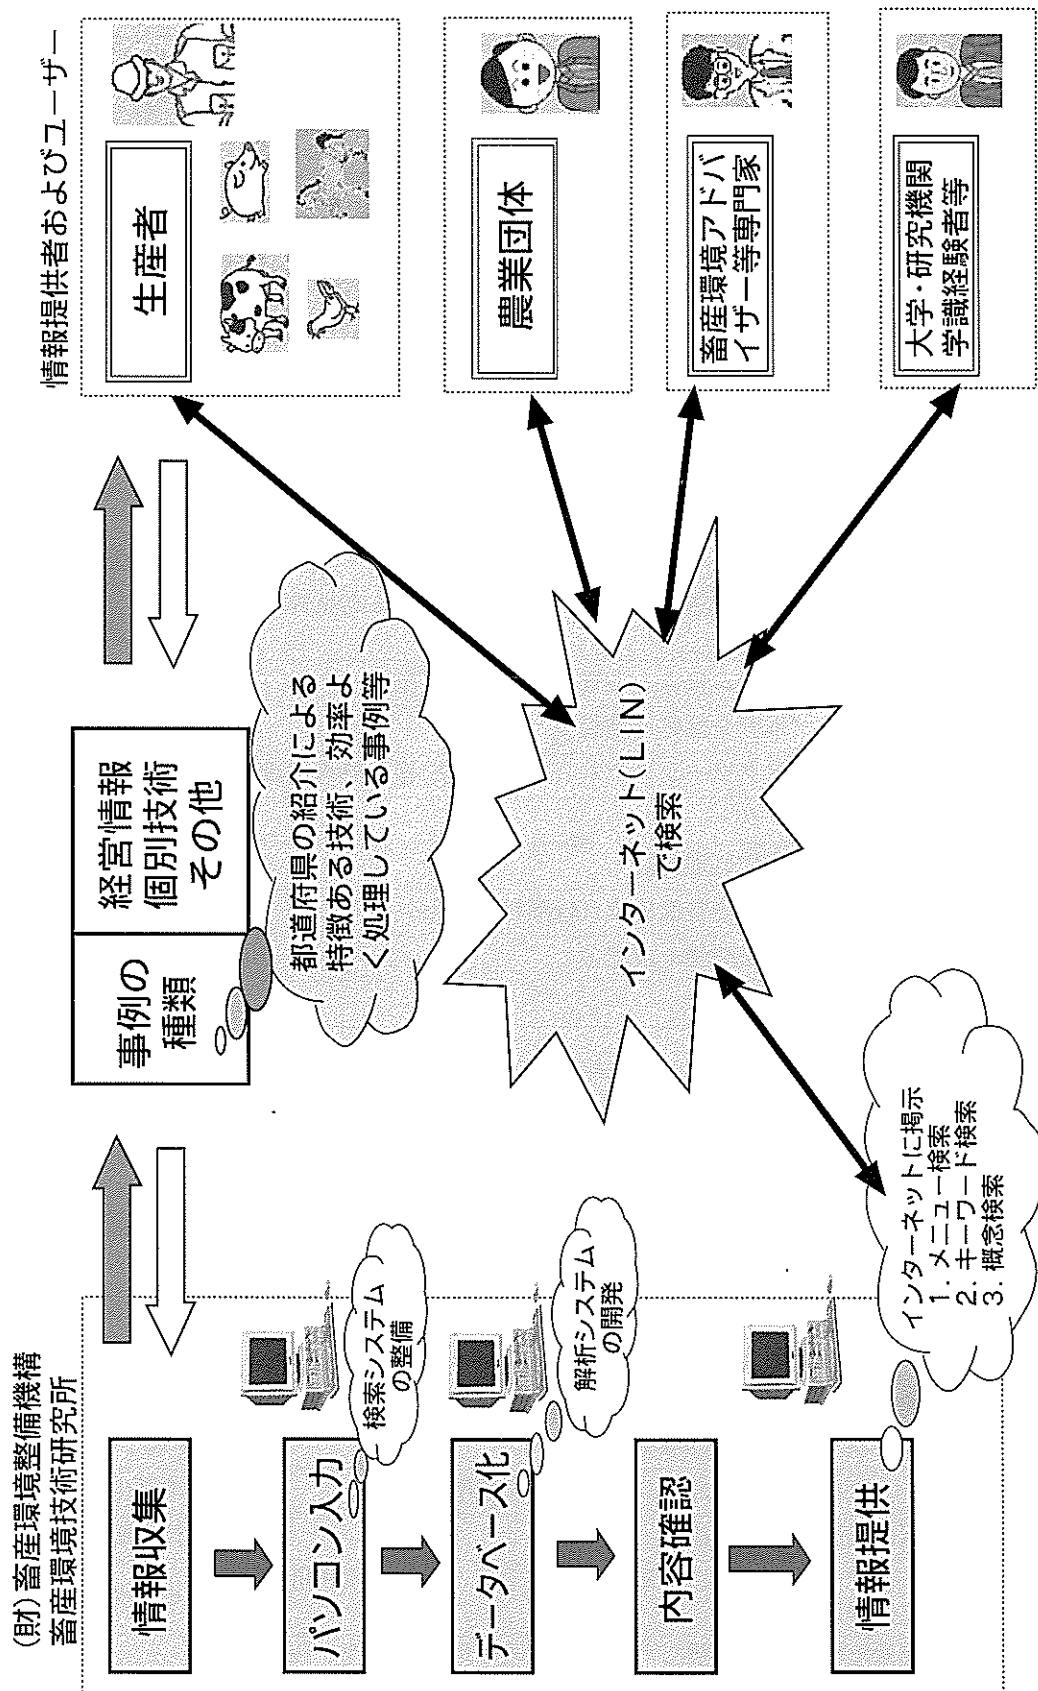 (財)畜産環境整備機構
畜産環境技術研究所
情報収集
パソコン入力
検索システム
の整備
データベース化
解析システム
の開発
内容確認
情報提供
インターネットに掲示
1. メニュー検索
2. キーワード検索
3. 概念検索
事例の
種類
経営情報
個別技術
その他
都道府県の紹介による
特徴ある技術、効率よ
く処理している事例等
インターネット(LIN)
で検索
情報提供者およびユーザー
生産者
農業団体
畜産環境アドバ
イザー等専門家
大学・研究機関
学識経験者等